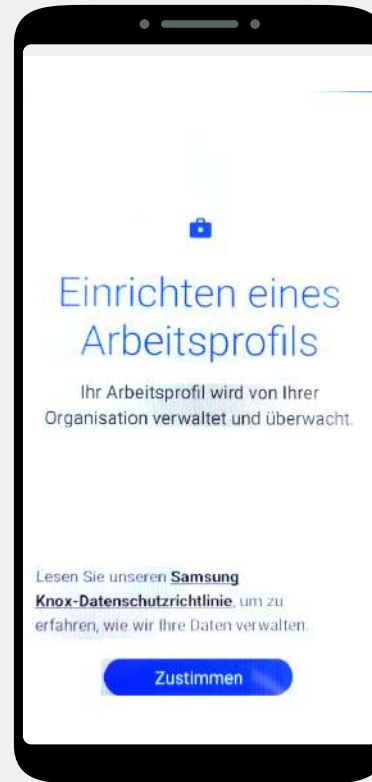 Einrichten eines
Arbeitsprofils
Ihr Arbeitsprofil wird von Ihrer
Organisation verwaltet und überwacht.
Lesen Sie unseren Samsung
Knox-Datenschutzrichtlinie, um zu
erfahren, wie wir Ihre Daten verwalten.
Zustimmen